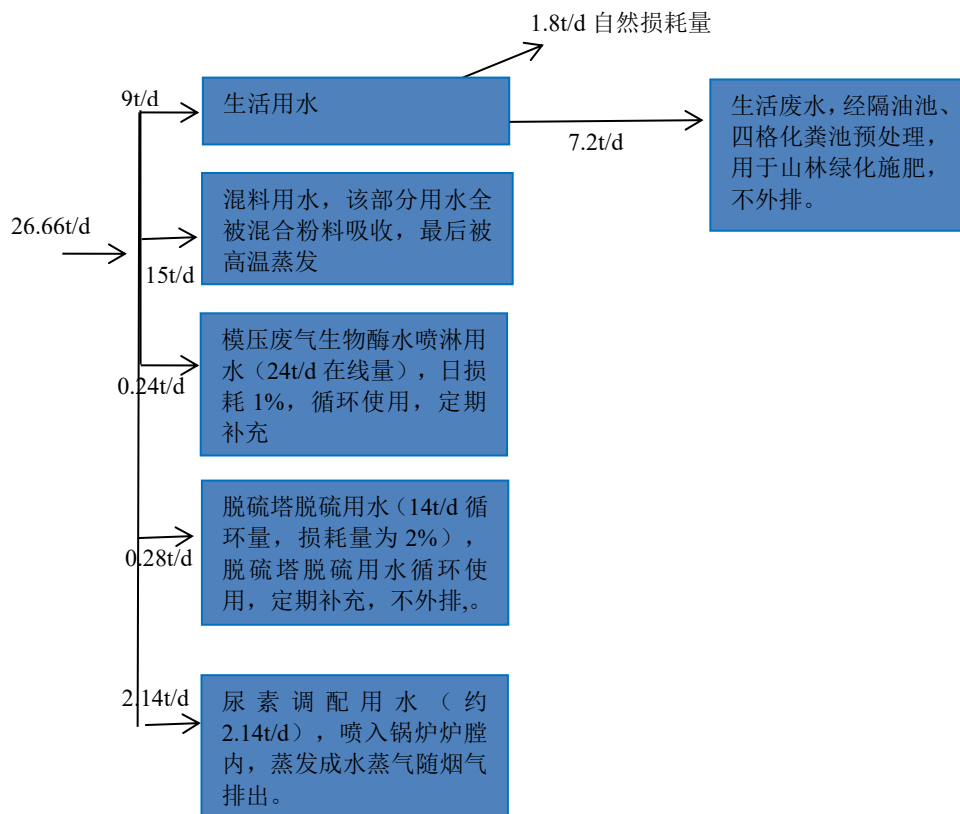 1.8t/d 自然损耗量
9t/d
生活用水
7.2t/d
生活废水，经隔油池、
四格化粪池预处理，
用于山林绿化施肥，
不外排。
26.66t/d
15t/d
混料用水，该部分用水全
被混合粉料吸收，最后被
高温蒸发
0.24t/d
模压废气生物酶水喷淋用
水（24t/d 在线量），日损
耗 1%，循环使用，定期
补充
0.28t/d
脱硫塔脱硫用水（14t/d 循
环量，损耗量为 2%），
脱硫塔脱硫用水循环使
用，定期补充，不外排,。
2.14t/d
尿素调配用水（约
2.14t/d），喷入锅炉炉膛
内，蒸发成水蒸气随烟气
排出。